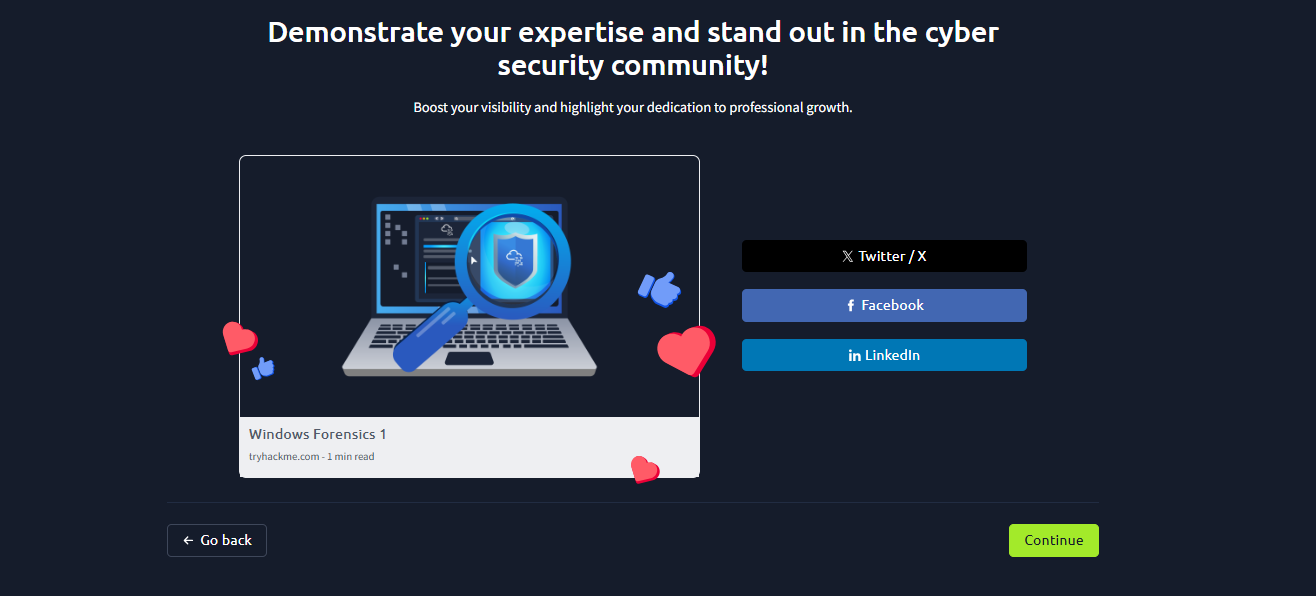 Demonstrate your expertise and stand out in the cyber
security community!
Boost your visibility and highlight your dedication to professional growth.
𝕏 Twitter / X
Facebook
LinkedIn
Windows Forensics 1
tryhackme.com - 1 min read
← Go back
Continue